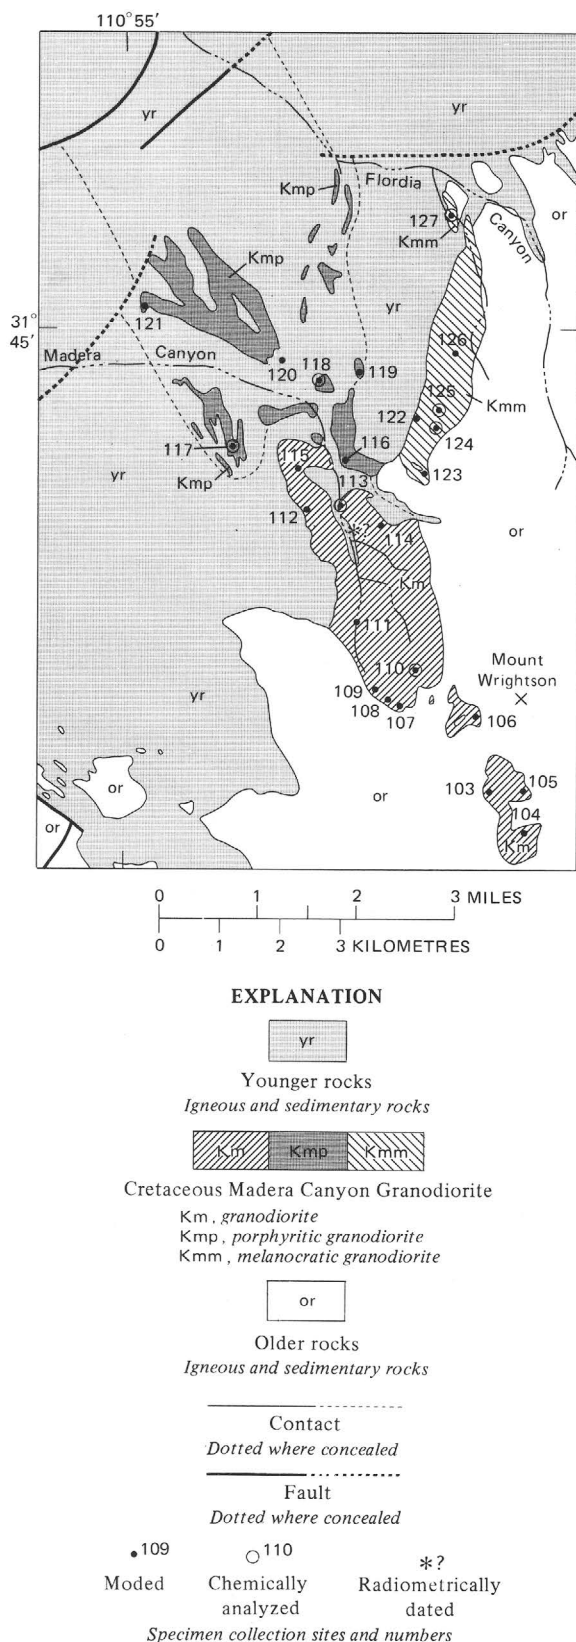 110°55′
yr
yr
Kmp
Flordia
or
127
Canyon
Kmm
Kmp
yr
121
31°
45′
126
Madera
Canyon
120
118
119
125
Kmm
122
116
124
117
115
123
yr
Kmp
113
112
*?
114
or
Km
111
Mount
Wrightson
110
yr
109
108
107
106
or
or
103
105
or
104
Km
0 1 2 3 MILES
0 1 2 3 KILOMETRES
EXPLANATION
yr
Younger rocks
Igneous and sedimentary rocks
Km Kmp Kmm
Cretaceous Madera Canyon Granodiorite
Km, granodiorite
Kmp, porphyritic granodiorite
Kmm, melanocratic granodiorite
or
Older rocks
Igneous and sedimentary rocks
Contact
Dotted where concealed
Fault
Dotted where concealed
109 110 *?
Moded Chemically Radiometrically
analyzed dated
Specimen collection sites and numbers